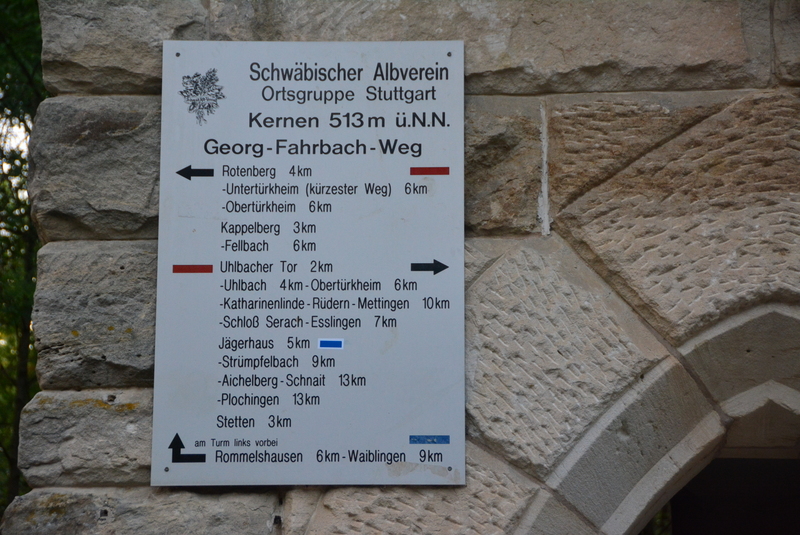 Schwäbischer Albverein
Ortsgruppe Stuttgart
Kernen 513 m ü.N.N.
Georg-Fahrbach-Weg
Rotenberg 4 km
-Untertürkheim (kürzester Weg) 6 km
-Obertürkheim 6 km
Kappelberg 3 km
-Fellbach 6 km
Uhlbacher Tor 2 km
-Uhlbach 4 km - Obertürkheim 6 km
-Katharinenlinde-Rüdern-Mettingen 10 km
-Schloß Serach-Esslingen 7 km
Jägerhaus 5 km
-Strümpfelbach 9 km
-Aichelberg-Schnait 13 km
-Plochingen 13 km
Stetten 3 km
am Turm links vorbei
Rommelshausen 6 km - Waiblingen 9 km